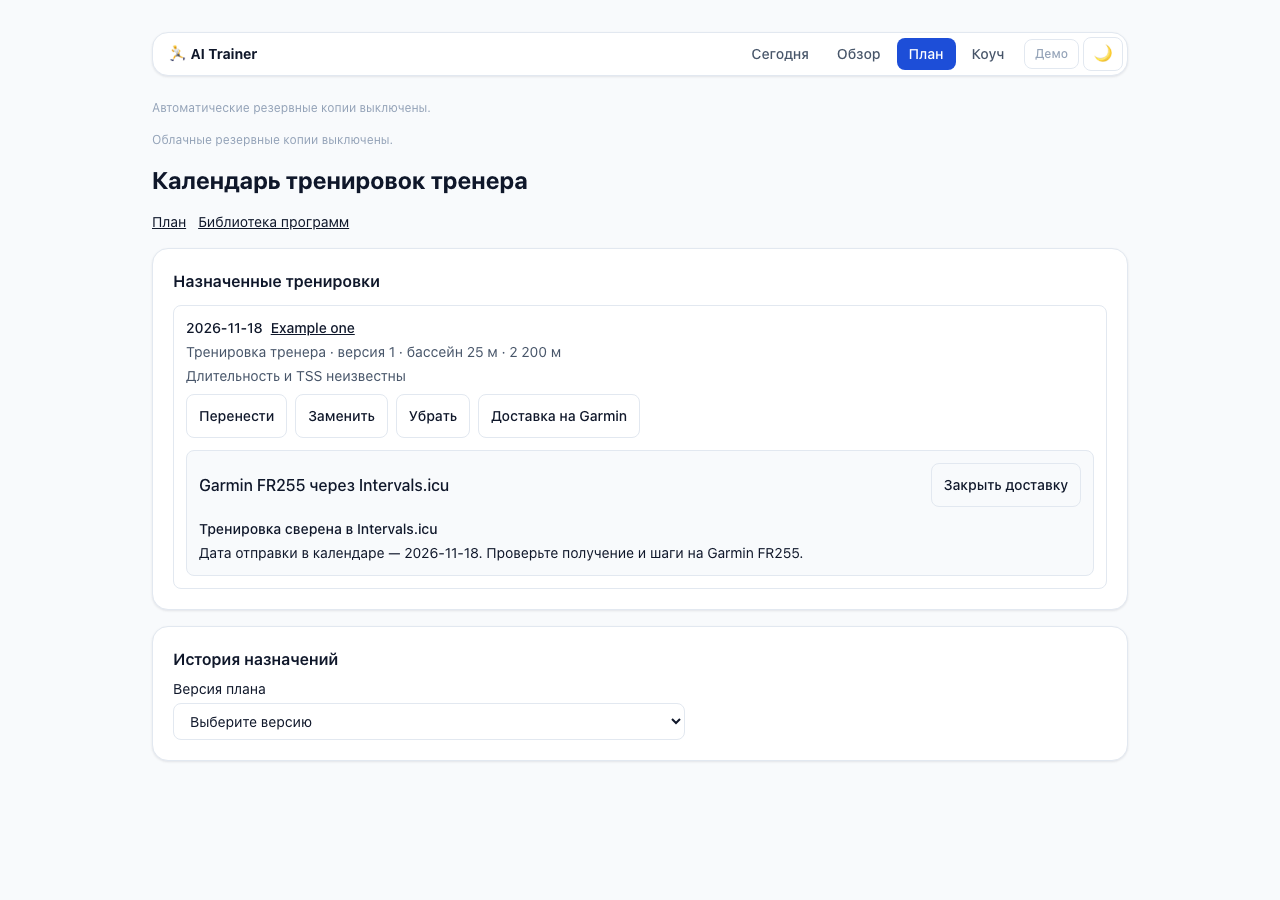 AI Trainer
Сегодня Обзор План Коуч Демо
Автоматические резервные копии выключены.
Облачные резервные копии выключены.
Календарь тренировок тренера
План Библиотека программ
Назначенные тренировки
2026-11-18 Example one
Тренировка тренера · версия 1 · бассейн 25 м · 2 200 м
Длительность и TSS неизвестны
Перенести Заменить Убрать Доставка на Garmin
Garmin FR255 через Intervals.icu Закрыть доставку
Тренировка сверена в Intervals.icu
Дата отправки в календаре — 2026-11-18. Проверьте получение и шаги на Garmin FR255.
История назначений
Версия плана
Выберите версию